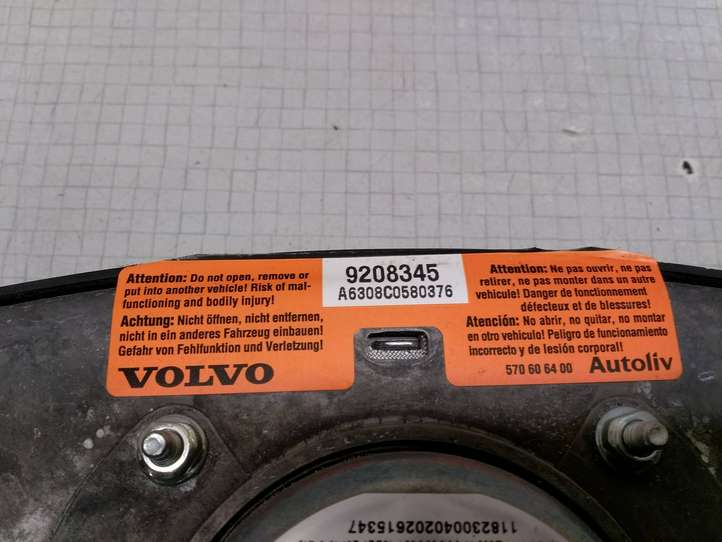 Attention: Do not open, remove or
put into another vehicle! Risk of mal-
functioning and bodily injury!
Achtung: Nicht öffnen, nicht entfernen,
nicht in ein anderes Fahrzeug einbauen!
Gefahr von Fehlfunktion und Verletzung!
VOLVO
9208345
A6308C0580376
Attention: Ne pas ouvrir, ne pas
retirer, ne pas monter dans un autre
vehicule! Danger de fonctionnement
défecteux et de blessures!
Atención: No abrir, no quitar, no montar
en otro vehiculo! Peligro de funcionamiento
incorrecto y de lesión corporal!
570 60 64 00 Autoliv
118230040202615347